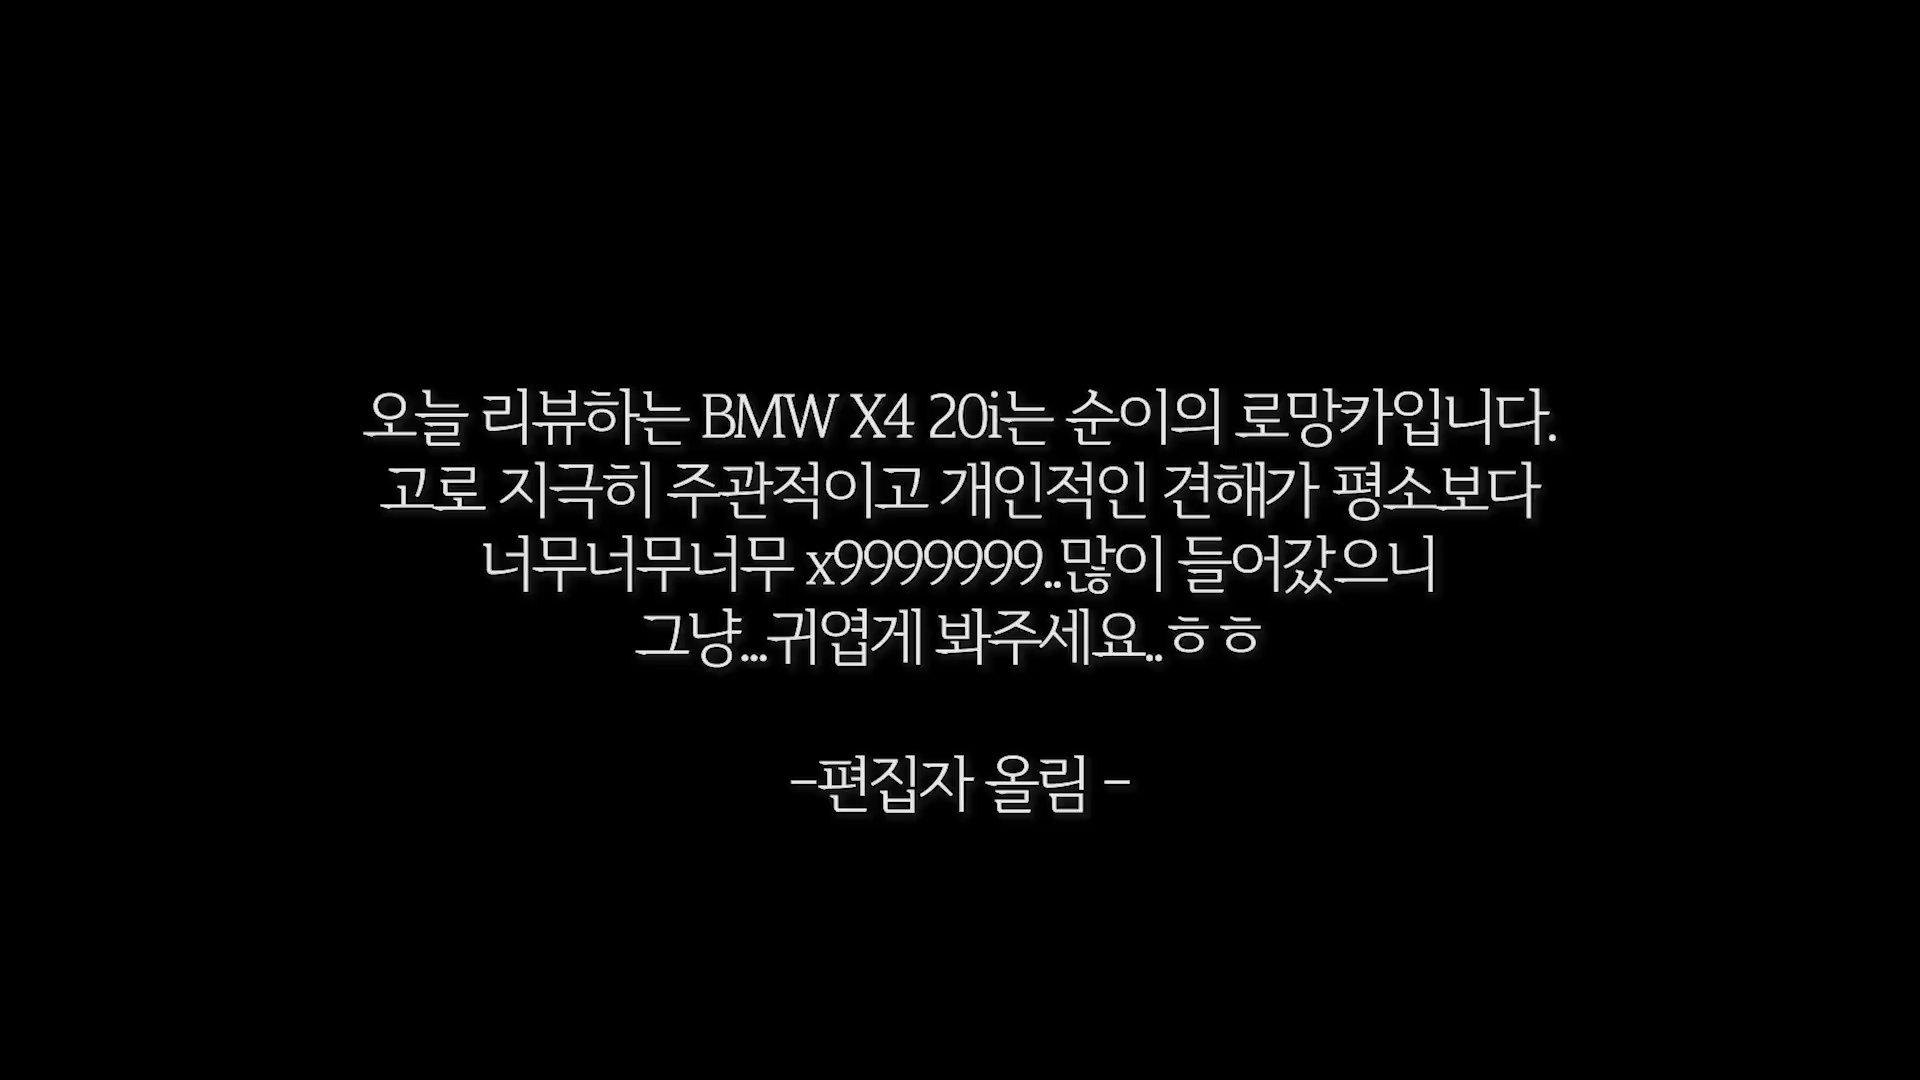 오늘 리뷰하는 BMW X4 20i는 순이의 로망카입니다.
고로 지극히 주관적이고 개인적인 견해가 평소보다
너무너무너무 x9999999..많이 들어갔으니
그냥...귀엽게 봐주세요..ㅎㅎ
-편집자 올림 -